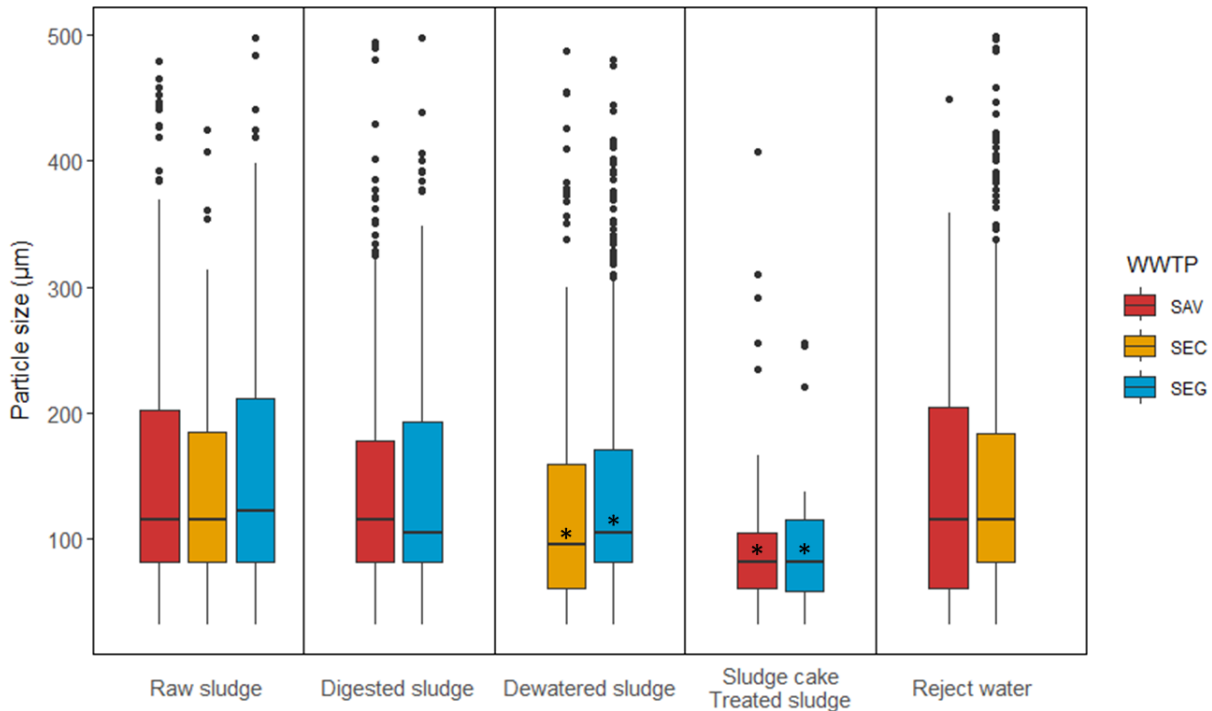 Particle size (µm)
500
400
300
200
100
*
*
*
*
Raw sludge
Digested sludge
Dewatered sludge
Sludge cake
Treated sludge
Reject water
WWTP
SAV
SEC
SEG